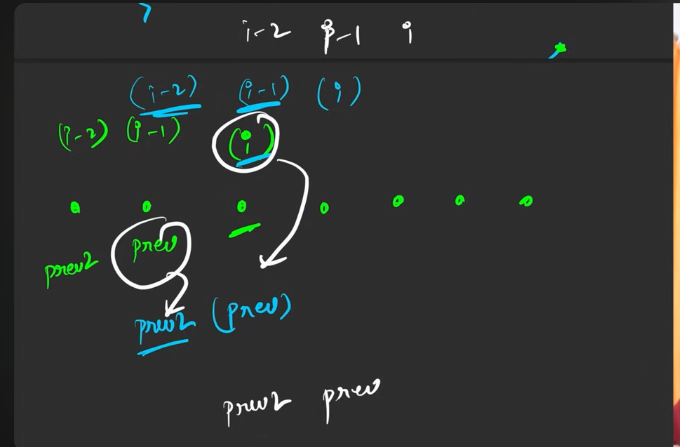 i-2 i-1 i
(i-2) (i-1) (i)
(i-2) (i-1) (i)
prev2 prev
prev2 (prev)
prev2 prev